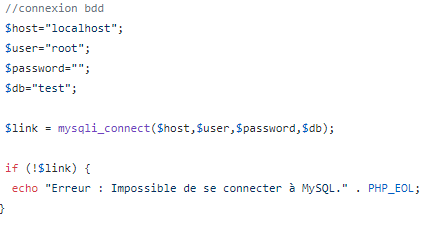 //connexion bdd
$host="localhost";
$user="root";
$password="";
$db="test";
$link = mysqli_connect($host,$user,$password,$db);
if (!$link) {
echo "Erreur : Impossible de se connecter à MySQL." . PHP_EOL;
}